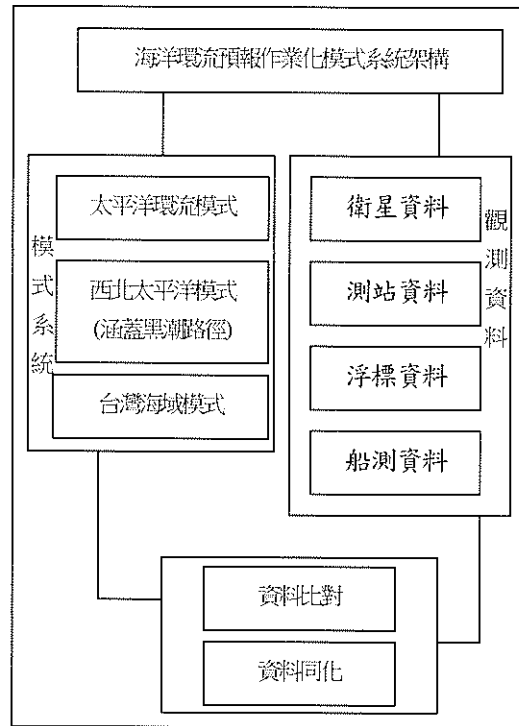 海洋環流預報作業化模式系統架構
模式系統
太平洋環流模式
西北太平洋模式
(涵蓋黑潮路徑)
台灣海域模式
衛星資料
測站資料
浮標資料
船測資料
觀測資料
資料比對
資料同化